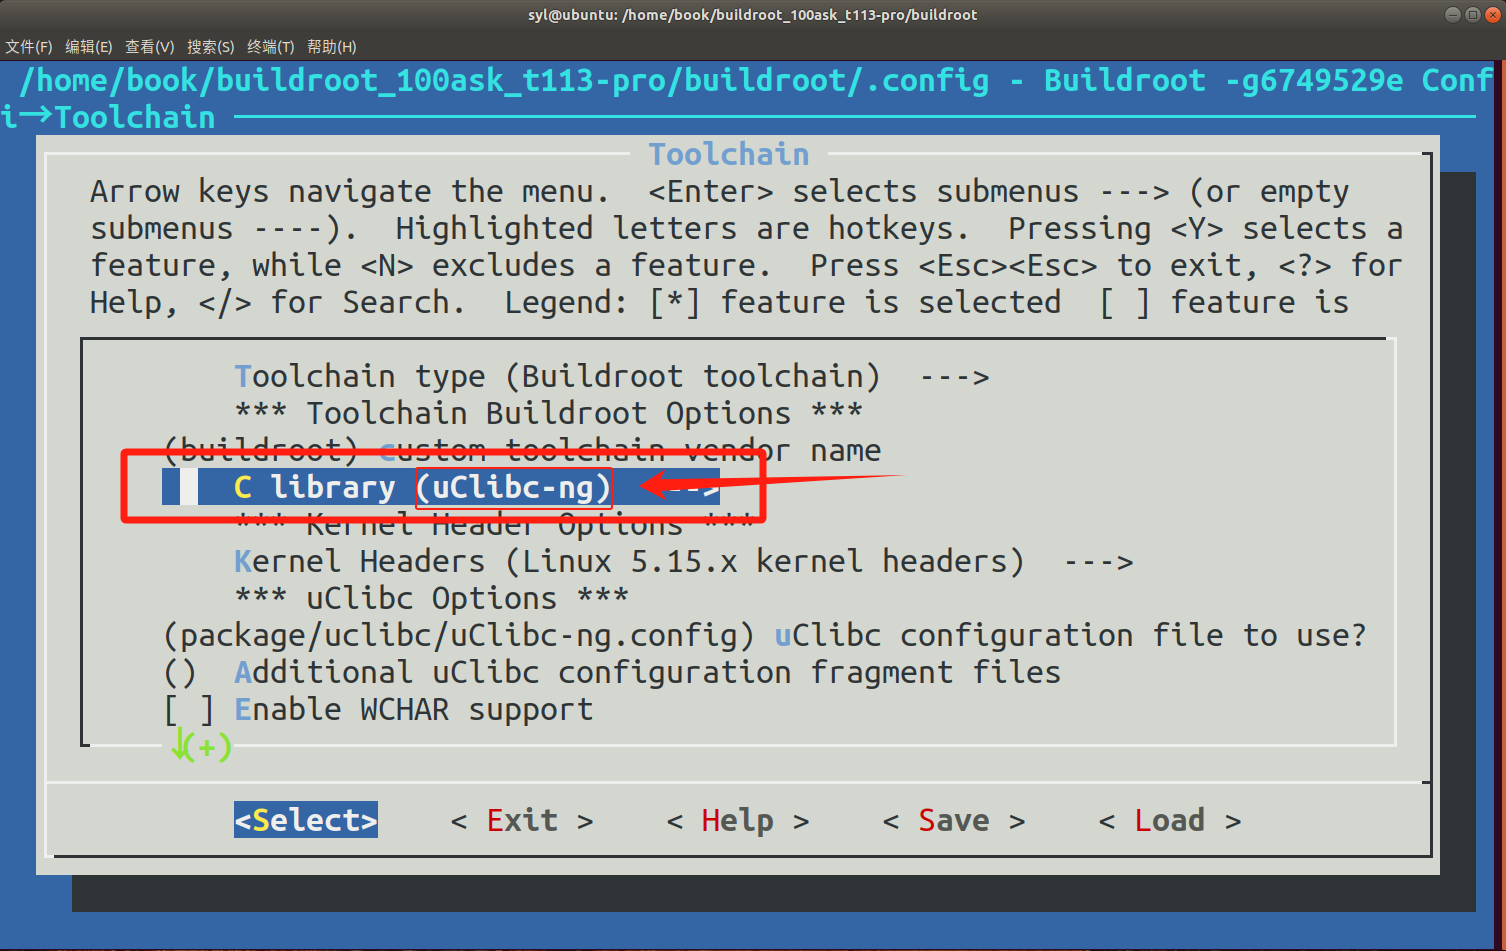 syl@ubuntu: /home/book/buildroot_100ask_t113-pro/buildroot
文件(F) 编辑(E) 查看(V) 搜索(S) 终端(T) 帮助(H)
/home/book/buildroot_100ask_t113-pro/buildroot/.config - Buildroot -g6749529e Conf
i→Toolchain
Toolchain
Arrow keys navigate the menu.  <Enter> selects submenus ---> (or empty
submenus ----).  Highlighted letters are hotkeys.  Pressing <Y> selects a
feature, while <N> excludes a feature.  Press <Esc><Esc> to exit, <?> for
Help, </> for Search.  Legend: [*] feature is selected  [ ] feature is
Toolchain type (Buildroot toolchain)  --->
*** Toolchain Buildroot Options ***
(buildroot) custom toolchain vendor name
C library (uClibc-ng)  --->
*** Kernel Header Options ***
Kernel Headers (Linux 5.15.x kernel headers)  --->
*** uClibc Options ***
(package/uclibc/uClibc-ng.config) uClibc configuration file to use?
()  Additional uClibc configuration fragment files
[ ] Enable WCHAR support
↓(+)
<Select>    < Exit >    < Help >    < Save >    < Load >